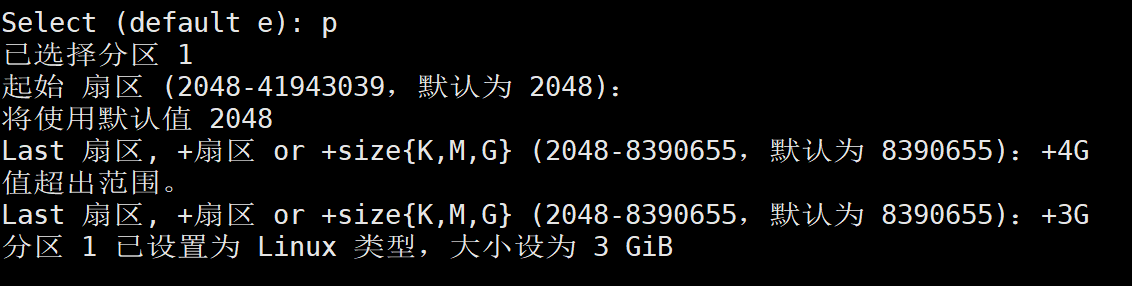 Select (default e): p
已选择分区 1
起始 扇区 (2048-41943039，默认为 2048)：
将使用默认值 2048
Last 扇区, +扇区 or +size{K,M,G} (2048-8390655，默认为 8390655)：+4G
值超出范围。
Last 扇区, +扇区 or +size{K,M,G} (2048-8390655，默认为 8390655)：+3G
分区 1 已设置为 Linux 类型，大小设为 3 GiB